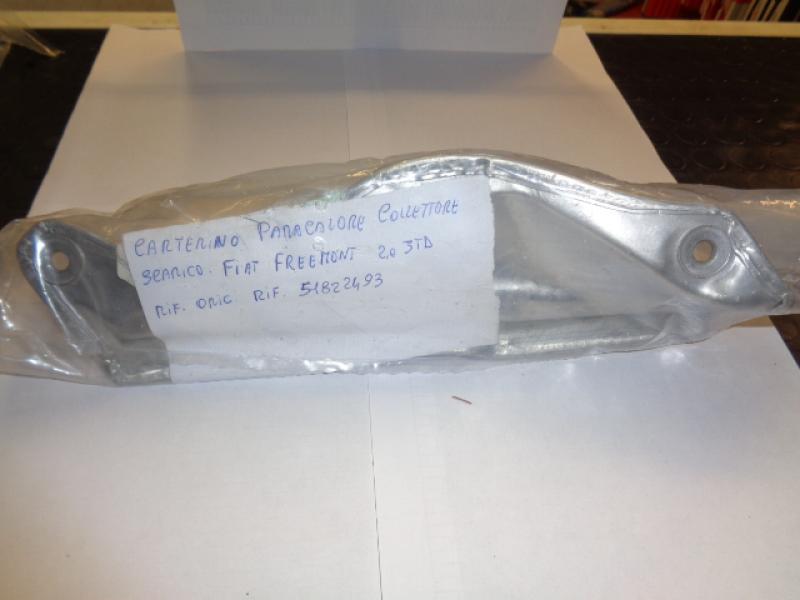 CARTERINO PARACALORE COLLETTORE
SCARICO. FIAT FREEMONT 2.0 JTD
RIF. ORIG RIF. 51822493